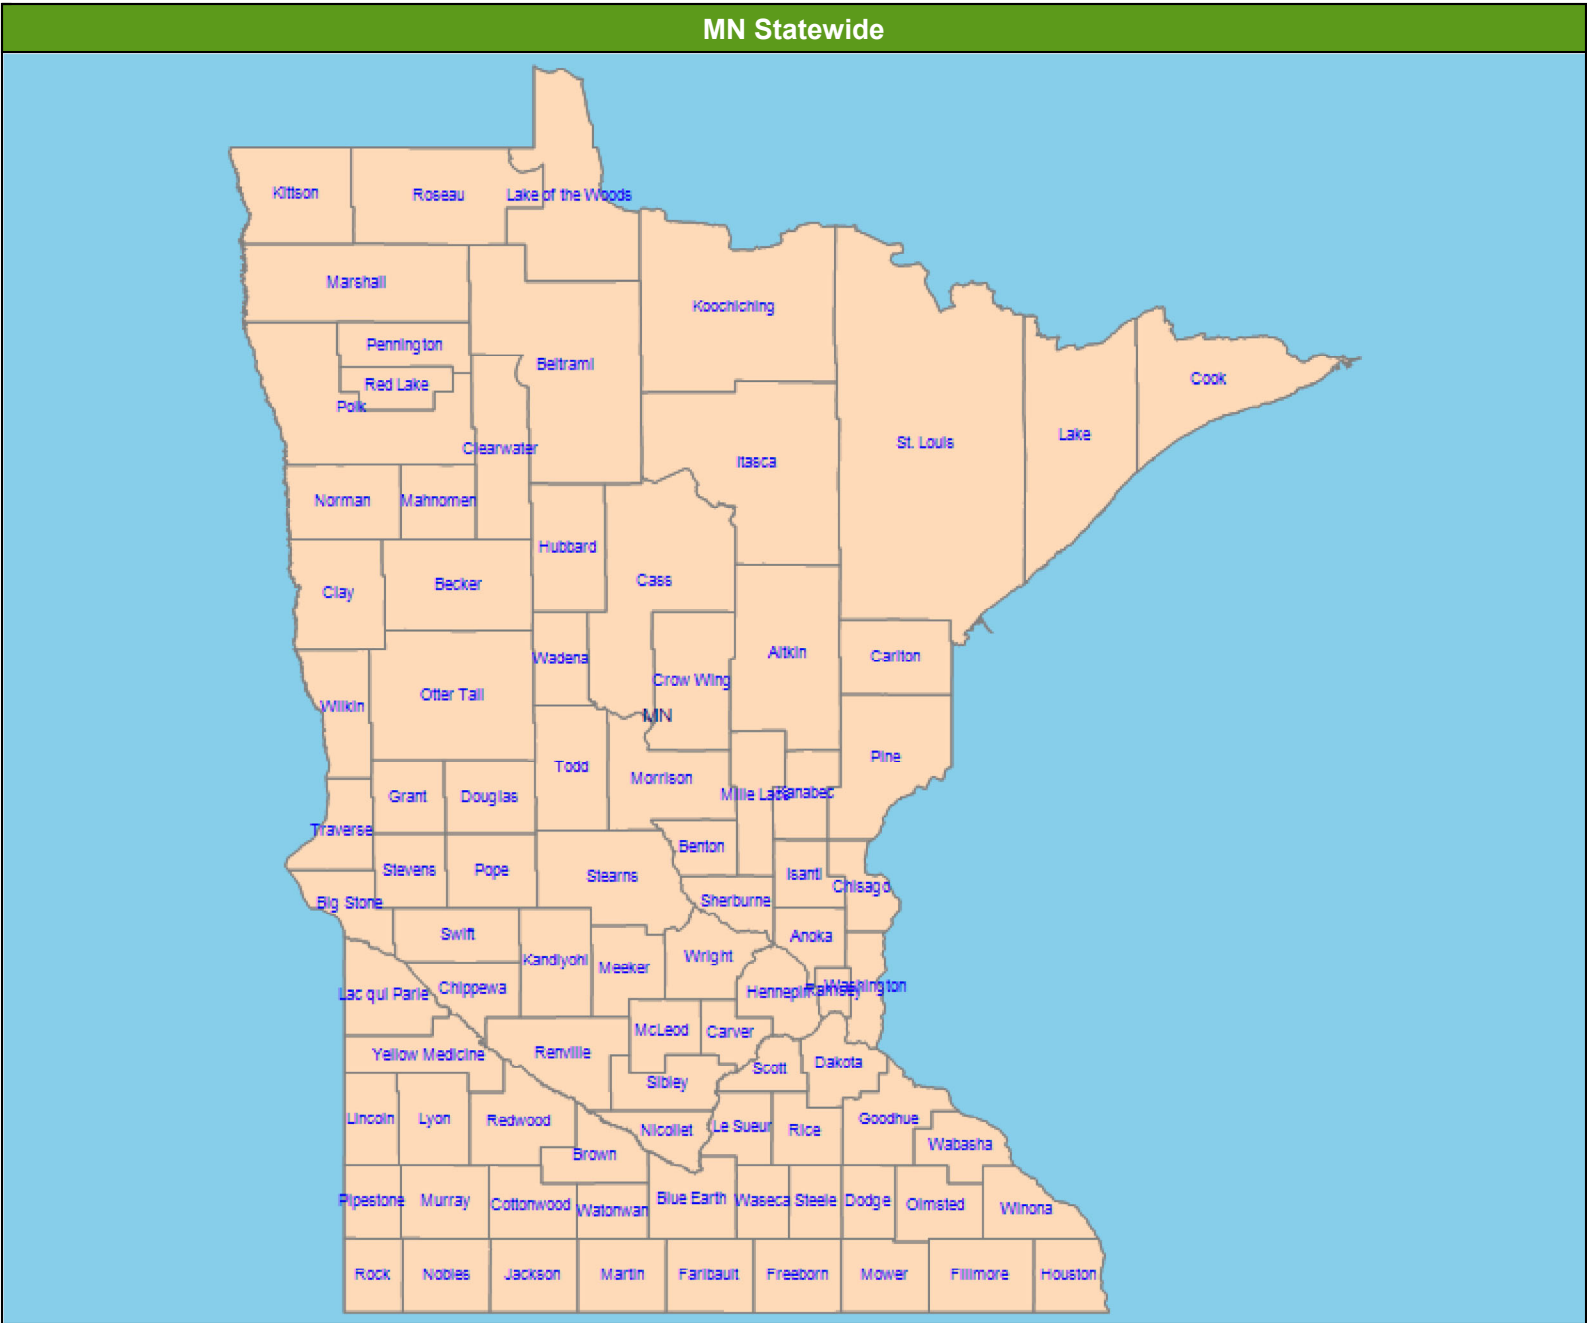 MN Statewide
Kittson
Roseau
Lake of the Woods
Marshall
Koochiching
Pennington
Beltrami
Red Lake
Cook
Polk
Lake
St. Louis
Clearwater
Itasca
Norman
Mahnomen
Hubbard
Cass
Becker
Clay
Aitkin
Carlton
Wadena
Crow Wing
Otter Tail
Wilkin
MN
Pine
Todd
Morrison
Kanabec
Mille Lacs
Grant
Douglas
Traverse
Benton
Stevens
Pope
Stearns
Isanti
Chisago
Sherburne
Big Stone
Swift
Anoka
Wright
Kandiyohi
Meeker
Chippewa
Washington
Lac qui Parle
Hennepin
Ramsey
McLeod
Carver
Renville
Yellow Medicine
Dakota
Scott
Sibley
Lincoln
Lyon
Redwood
Goodhue
Le Sueur
Nicollet
Rice
Wabasha
Brown
Pipestone
Murray
Cottonwood
Watonwan
Blue Earth
Waseca
Steele
Dodge
Olmsted
Winona
Rock
Nobles
Jackson
Martin
Faribault
Freeborn
Mower
Fillmore
Houston